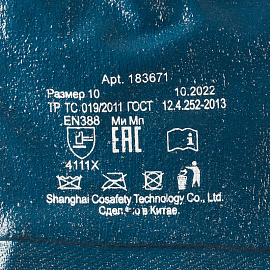 Арт. 183671
Размер 10 10.2022
ТР ТС 019/2011 ГОСТ 12.4.252-2013
EN388 Ми Мп
EAC
4111X
Shanghai Cosafety Technology Co., Ltd.
Сделано в Китае.